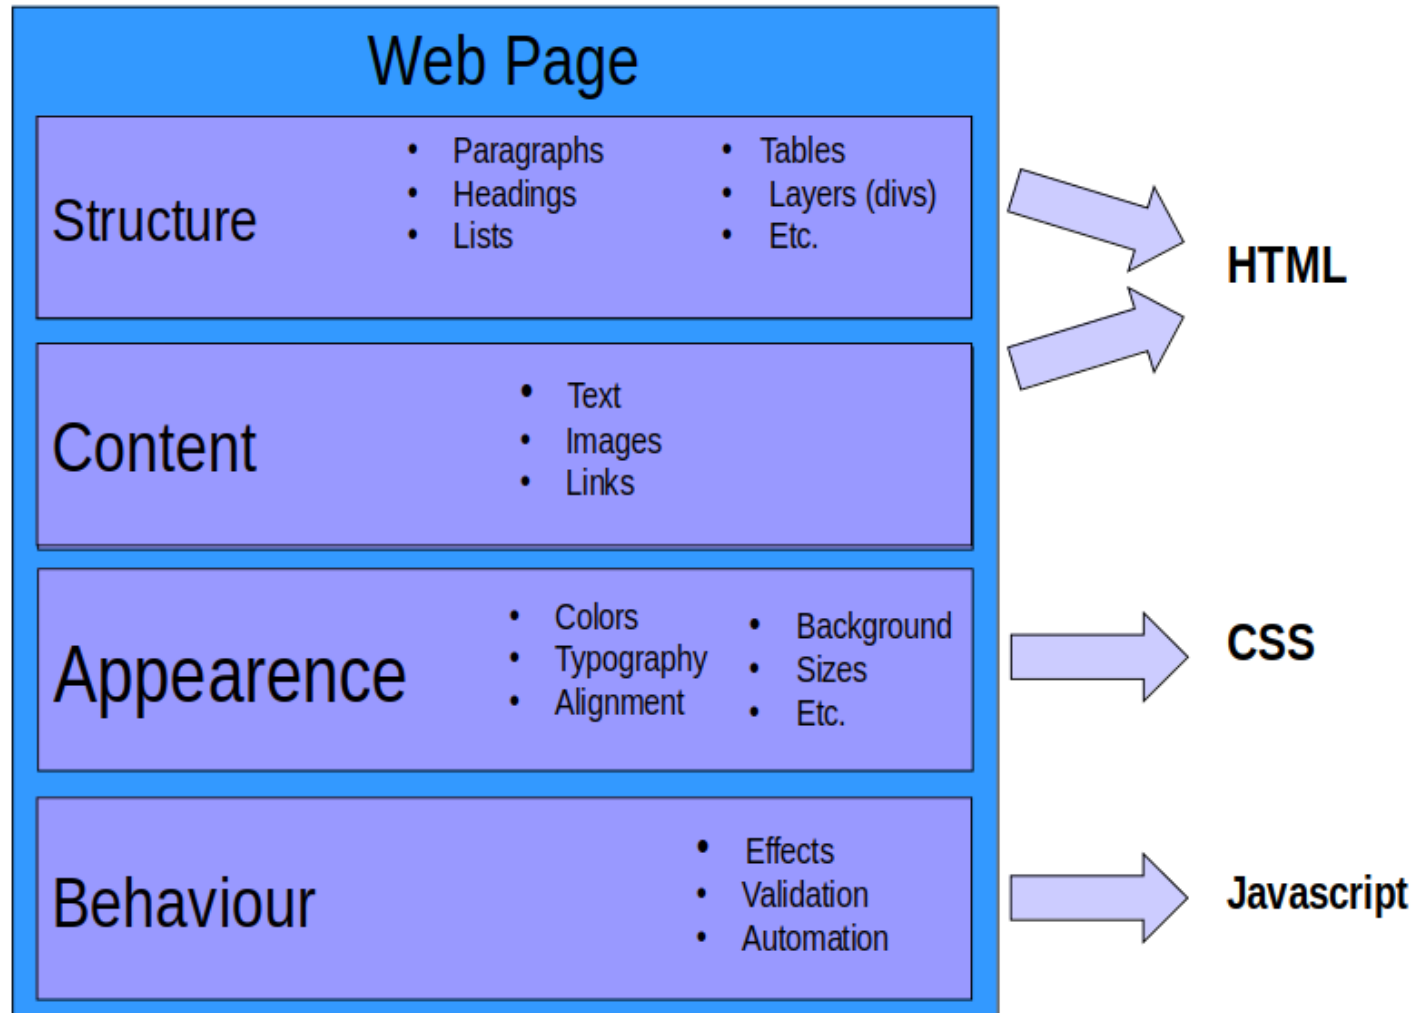 Web Page
Structure
• Paragraphs
• Headings
• Lists
• Tables
• Layers (divs)
• Etc.
HTML
Content
• Text
• Images
• Links
Appearence
• Colors
• Typography
• Alignment
• Background
• Sizes
• Etc.
CSS
Behaviour
• Effects
• Validation
• Automation
Javascript